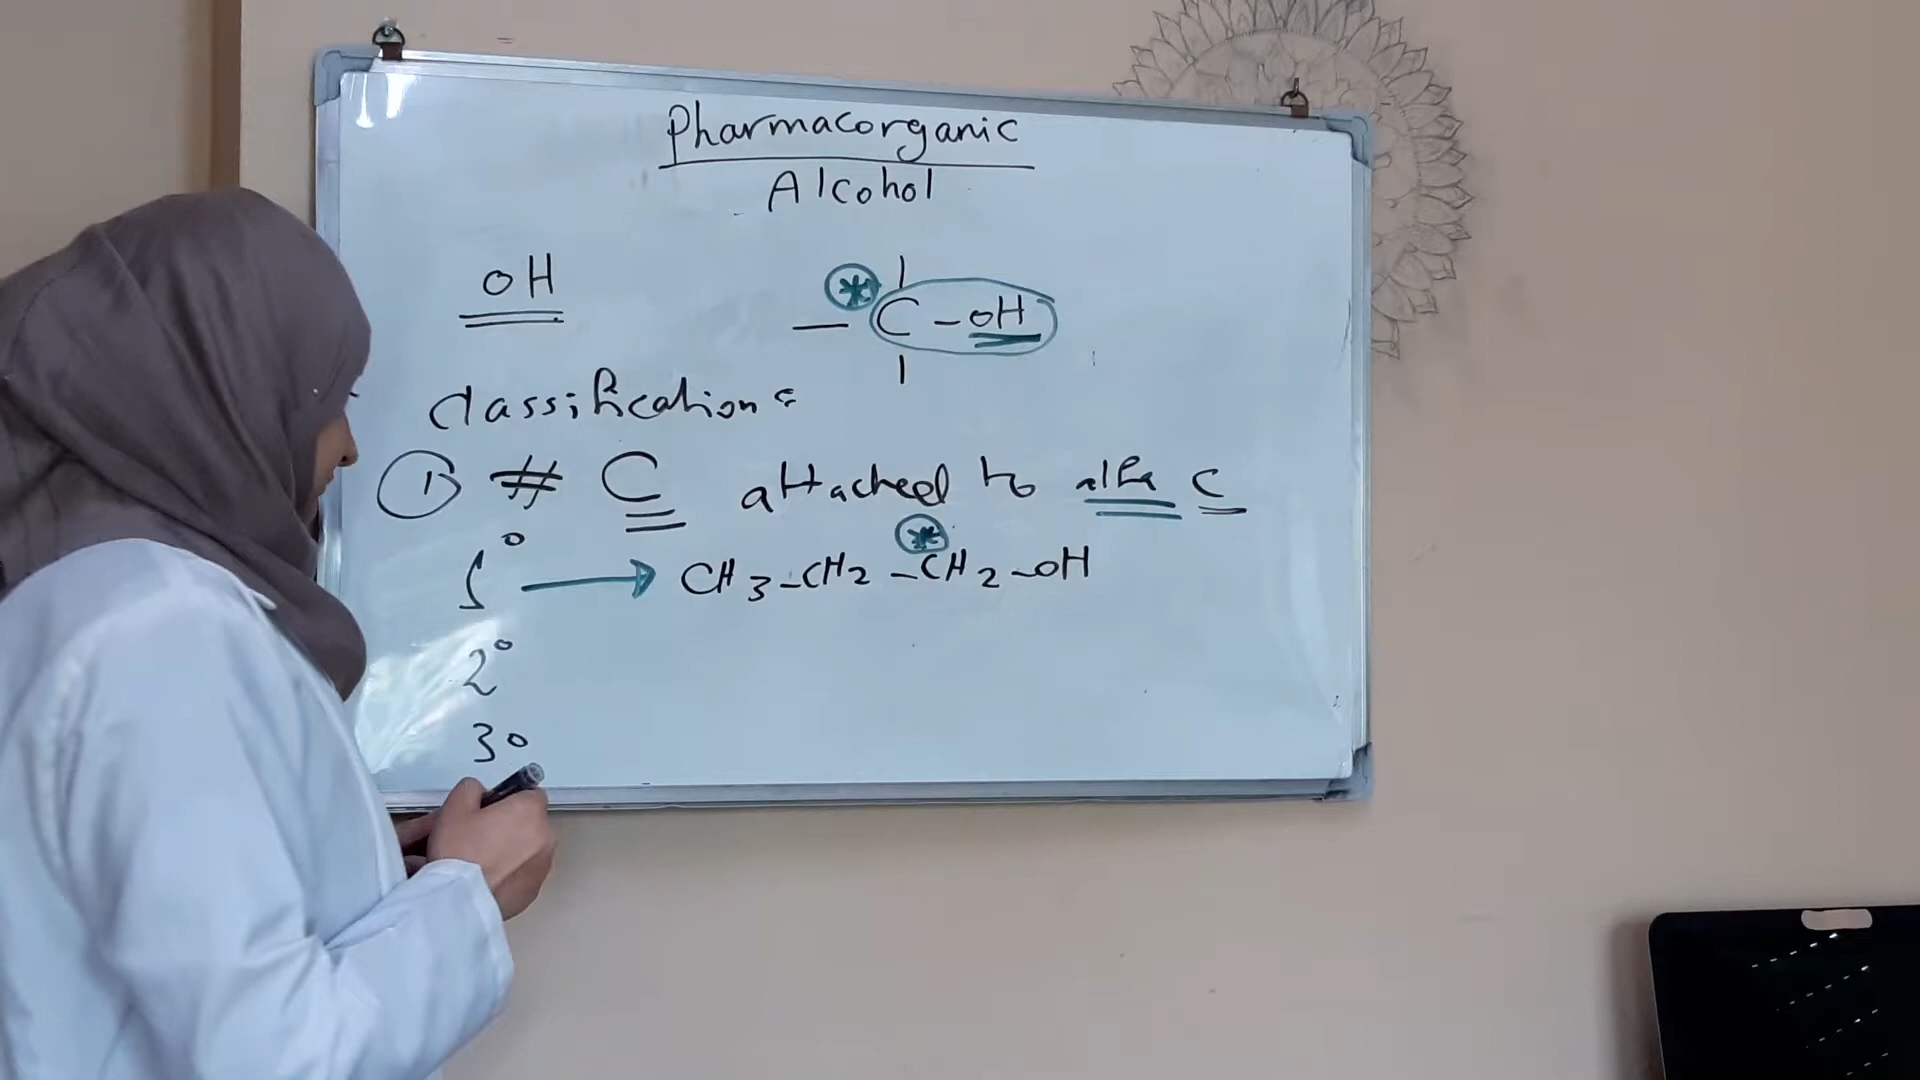 Pharmacorganic
Alcohol
OH
* — C — OH
Classification:
① # C attached to alfa C
1° → CH3-CH2-CH2-OH *
2°
3°